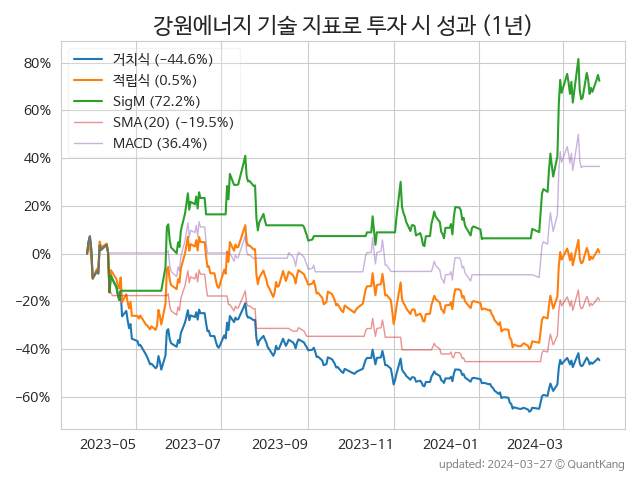 강원에너지 기술 지표로 투자 시 성과 (1년)
거치식 (−44.6%)
적립식 (0.5%)
SigM (72.2%)
SMA(20) (−19.5%)
MACD (36.4%)
80%
60%
40%
20%
0%
−20%
−40%
−60%
2023-05 2023-07 2023-09 2023-11 2024-01 2024-03
updated: 2024-03-27 © QuantKang